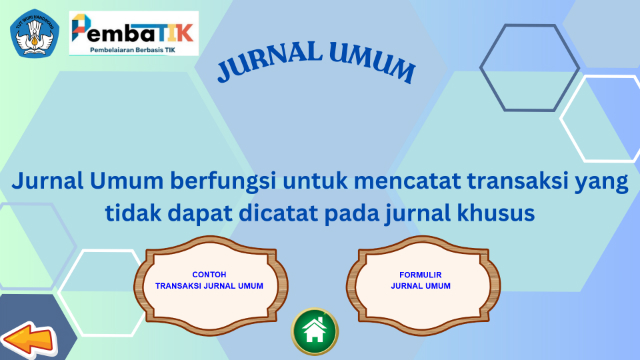 PembaTIK
Pembelajaran Berbasis TIK
JURNAL UMUM
Jurnal Umum berfungsi untuk mencatat transaksi yang
tidak dapat dicatat pada jurnal khusus
CONTOH
TRANSAKSI JURNAL UMUM
FORMULIR
JURNAL UMUM